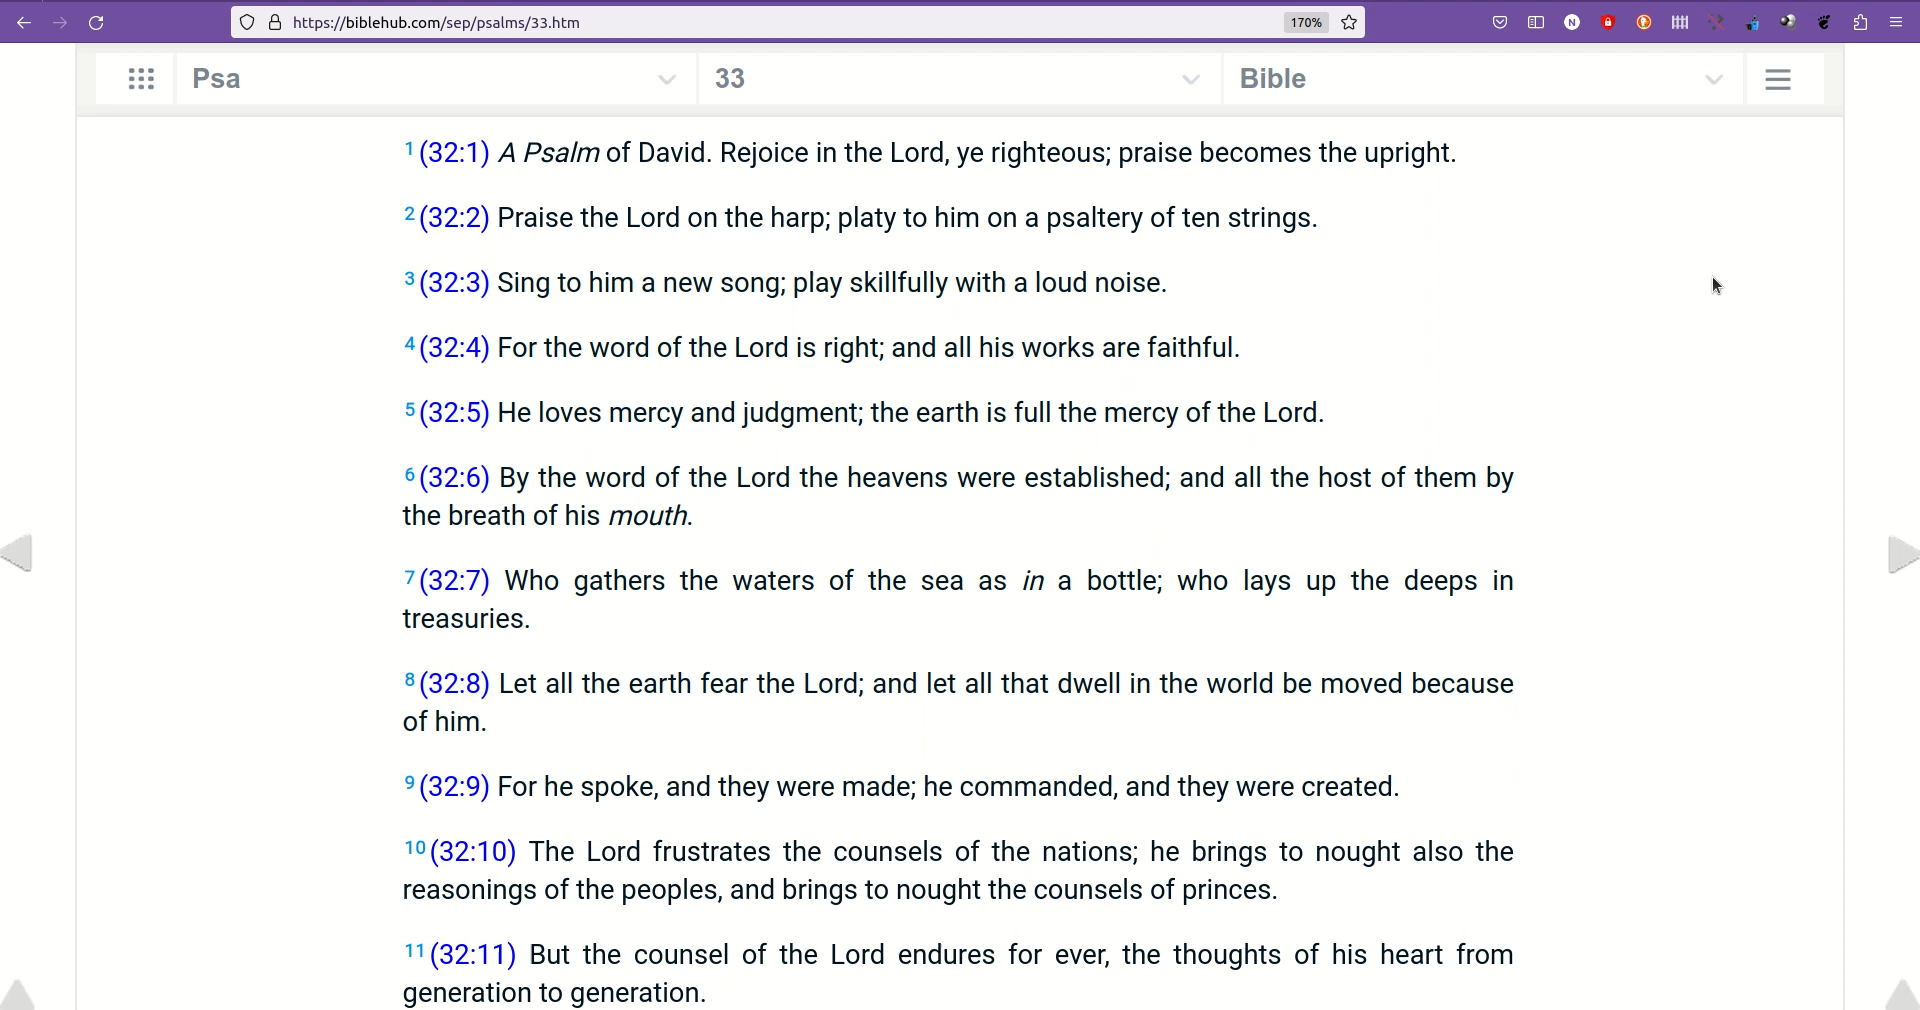 https://biblehub.com/sep/psalms/33.htm 170% N
Psa 33 Bible
1 (32:1) A Psalm of David. Rejoice in the Lord, ye righteous; praise becomes the upright.
2 (32:2) Praise the Lord on the harp; platy to him on a psaltery of ten strings.
3 (32:3) Sing to him a new song; play skillfully with a loud noise.
4 (32:4) For the word of the Lord is right; and all his works are faithful.
5 (32:5) He loves mercy and judgment; the earth is full the mercy of the Lord.
6 (32:6) By the word of the Lord the heavens were established; and all the host of them by
the breath of his mouth.
7 (32:7) Who gathers the waters of the sea as in a bottle; who lays up the deeps in
treasuries.
8 (32:8) Let all the earth fear the Lord; and let all that dwell in the world be moved because
of him.
9 (32:9) For he spoke, and they were made; he commanded, and they were created.
10 (32:10) The Lord frustrates the counsels of the nations; he brings to nought also the
reasonings of the peoples, and brings to nought the counsels of princes.
11 (32:11) But the counsel of the Lord endures for ever, the thoughts of his heart from
generation to generation.